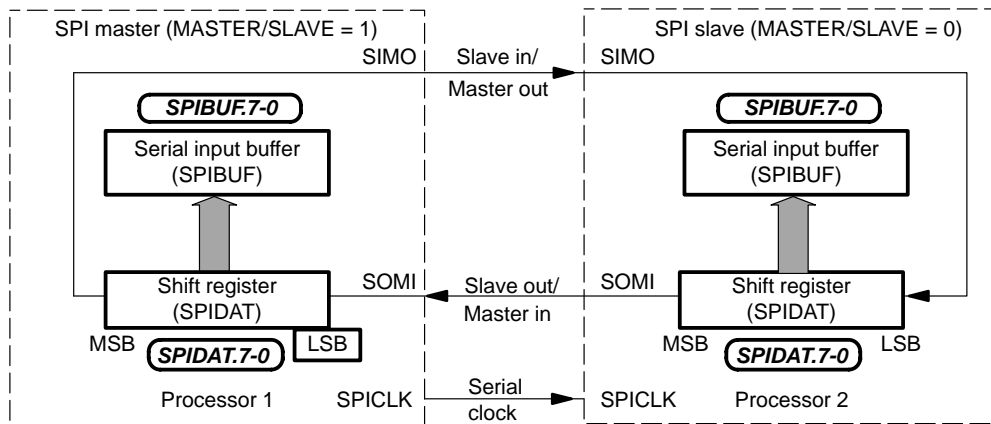 SPI master (MASTER/SLAVE = 1)
SPI slave (MASTER/SLAVE = 0)
SIMO
Slave in/
Master out
SIMO
SPIBUF.7-0
Serial input buffer
(SPIBUF)
SPIBUF.7-0
Serial input buffer
(SPIBUF)
Shift register
(SPIDAT)
SOMI
Slave out/
Master in
SOMI
Shift register
(SPIDAT)
MSB
LSB
SPIDAT.7-0
MSB
LSB
SPIDAT.7-0
Processor 1
SPICLK
Serial
clock
SPICLK
Processor 2